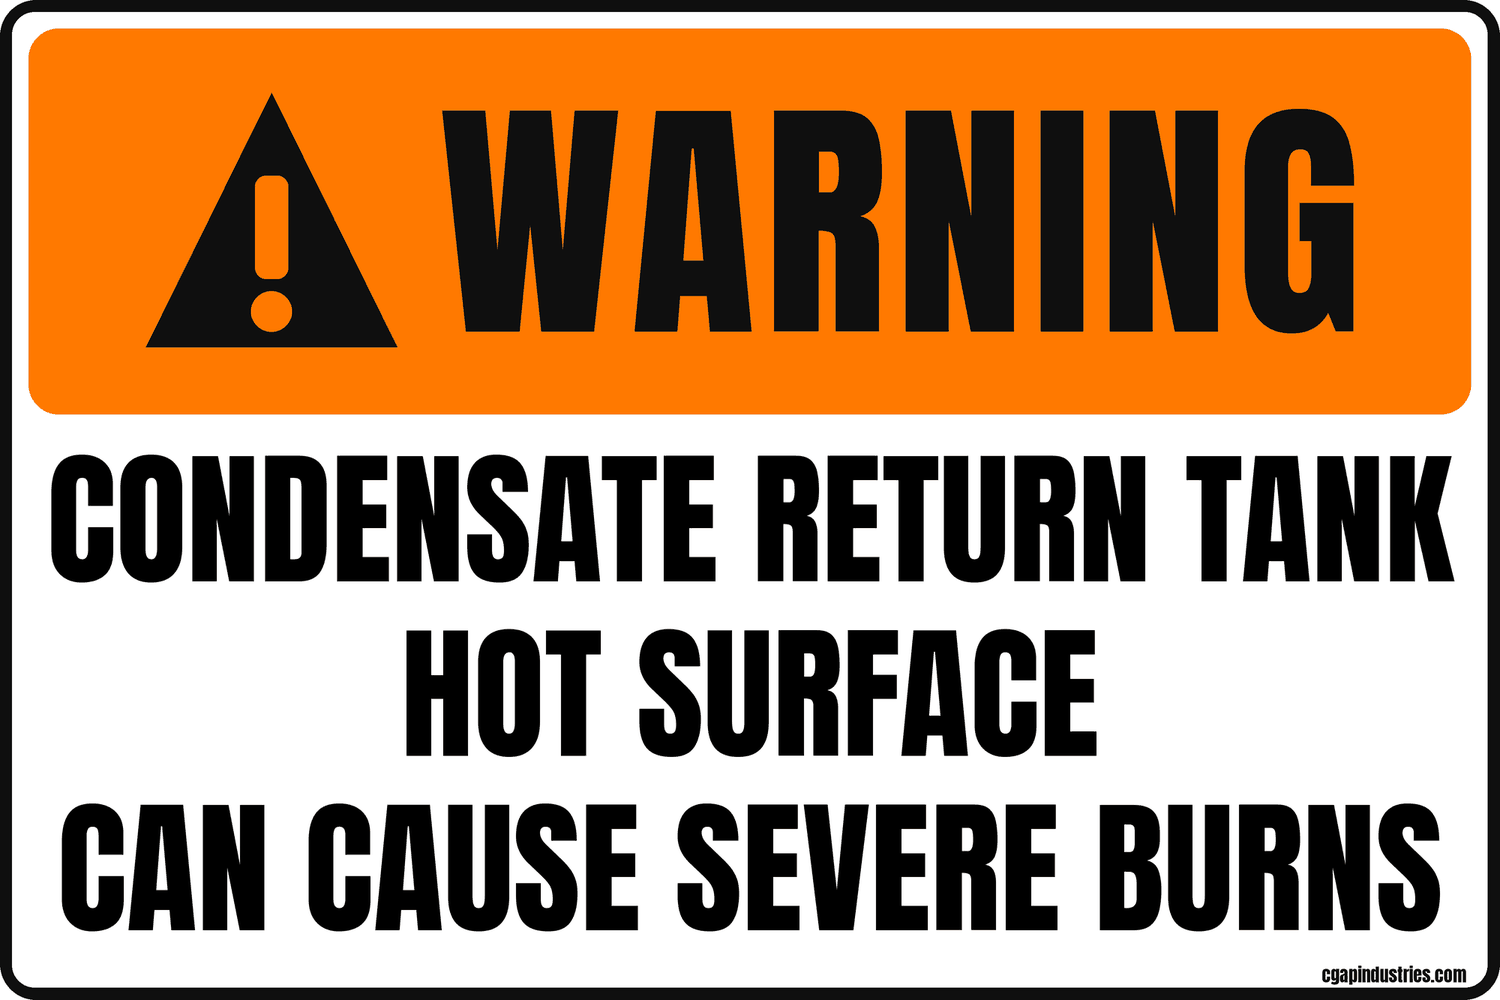 WARNING
CONDENSATE RETURN TANK
HOT SURFACE
CAN CAUSE SEVERE BURNS
cgapindustries.com